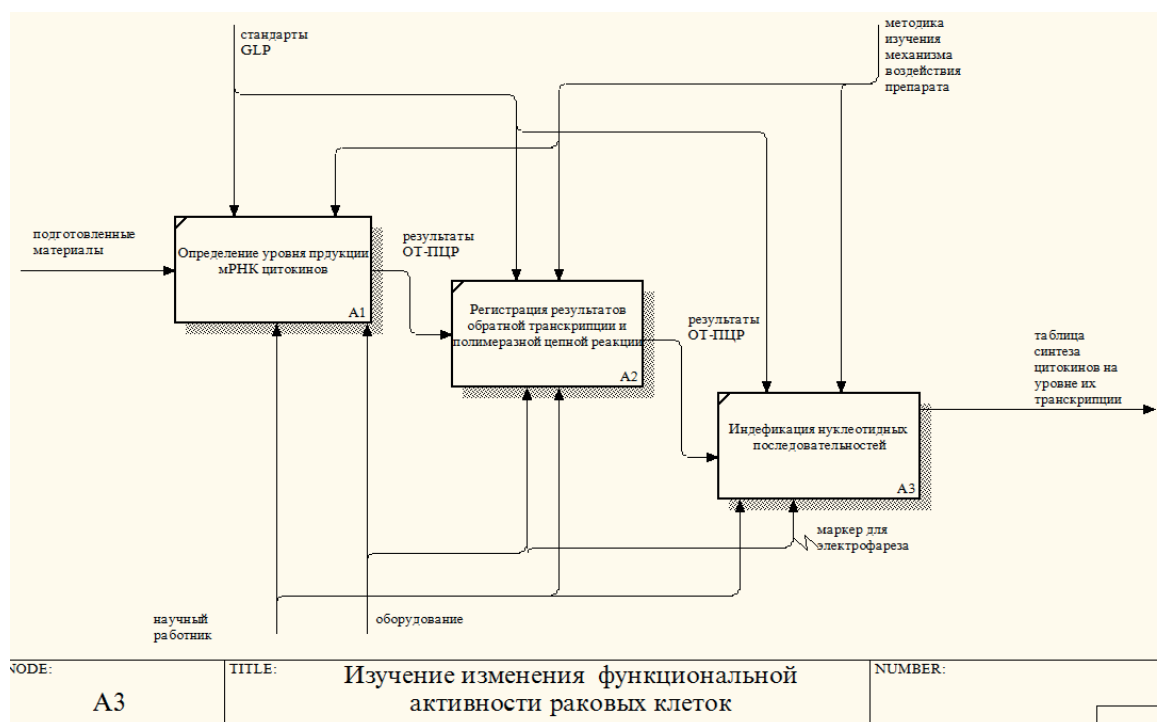 стандарты
GLP
методика
изучения
механизма
воздействия
препарата
подготовленные
материалы
Определение уровня прдукции
мРНК цитокинов
A1
результаты
ОТ-ПЦР
Регистрация результатов
обратной транскрипции и
полимеразной цепной реакции
A2
результаты
ОТ-ПЦР
таблица
синтеза
цитокинов на
уровне их
транскрипции
Индефикация нуклеотидных
последовательностей
A3
маркер для
электрофареза
научный
работник
оборудование
NODE:
A3
TITLE:
Изучение изменения функциональной
активности раковых клеток
NUMBER: